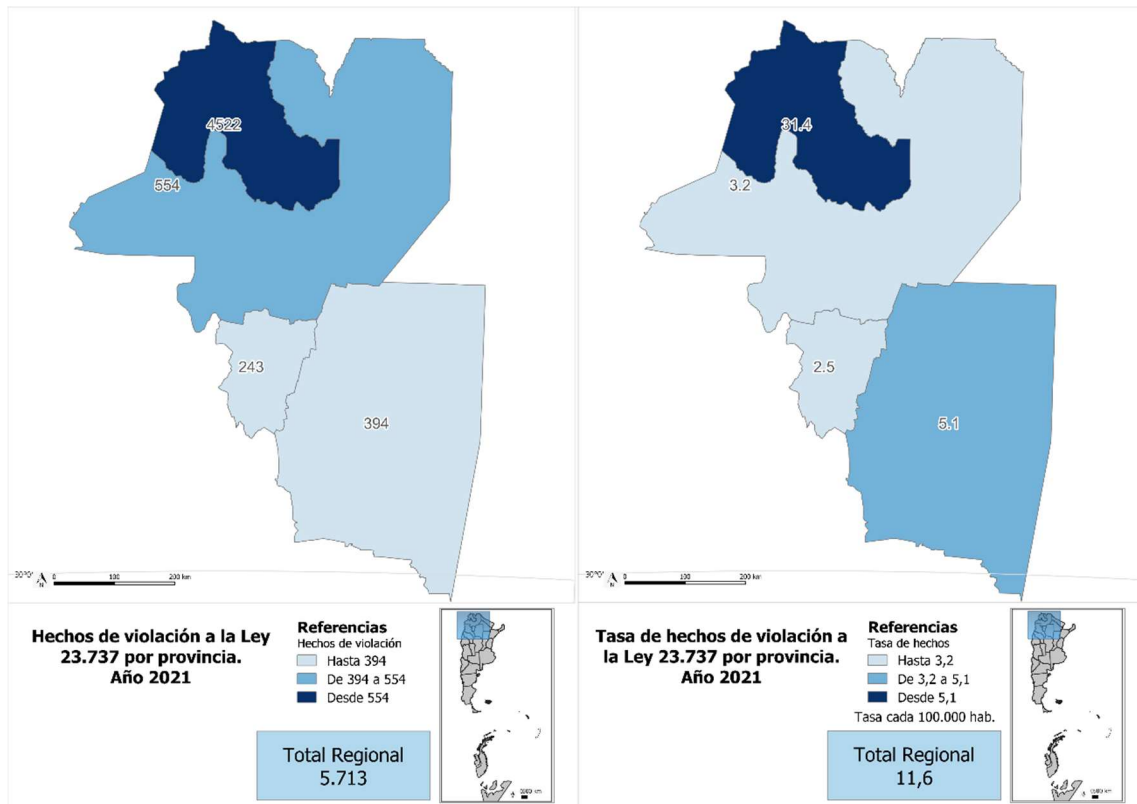 4522
554
243
394
30°0'
N
0 100 200 km
Hechos de violación a la Ley
23.737 por provincia.
Año 2021
Referencias
Hechos de violación
Hasta 394
De 394 a 554
Desde 554
Total Regional
5.713
31.4
3.2
2.5
5.1
30°0'
N
0 100 200 km
Tasa de hechos de violación a
la Ley 23.737 por provincia.
Año 2021
Referencias
Tasa de hechos
Hasta 3,2
De 3,2 a 5,1
Desde 5,1
Tasa cada 100.000 hab.
Total Regional
11,6